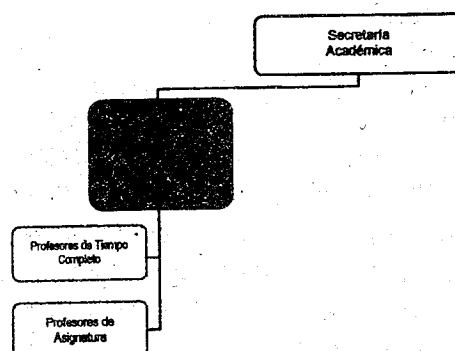 Secretaría
Académica
Profesores de Tiempo
Completo
Profesores de
Asignatura